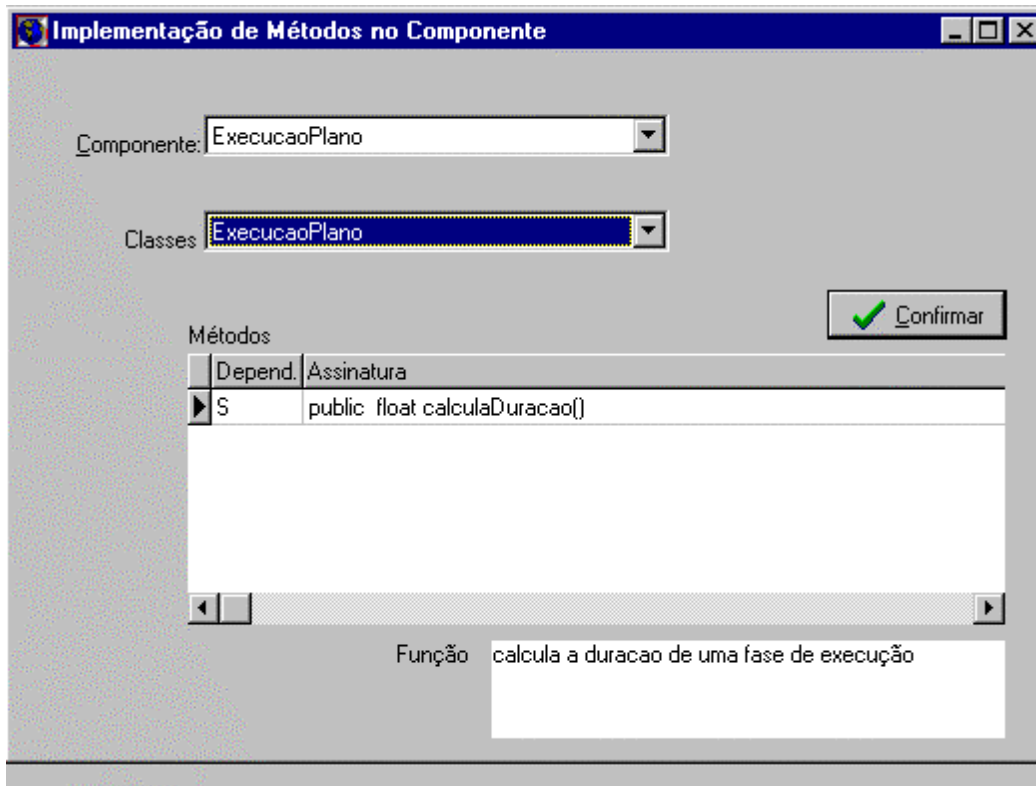 Implementação de Métodos no Componente
Componente: ExecucaoPlano
Classes ExecucaoPlano
Confirmar
Métodos
Depend. Assinatura
S public float calculaDuracao()
Função calcula a duracao de uma fase de execução